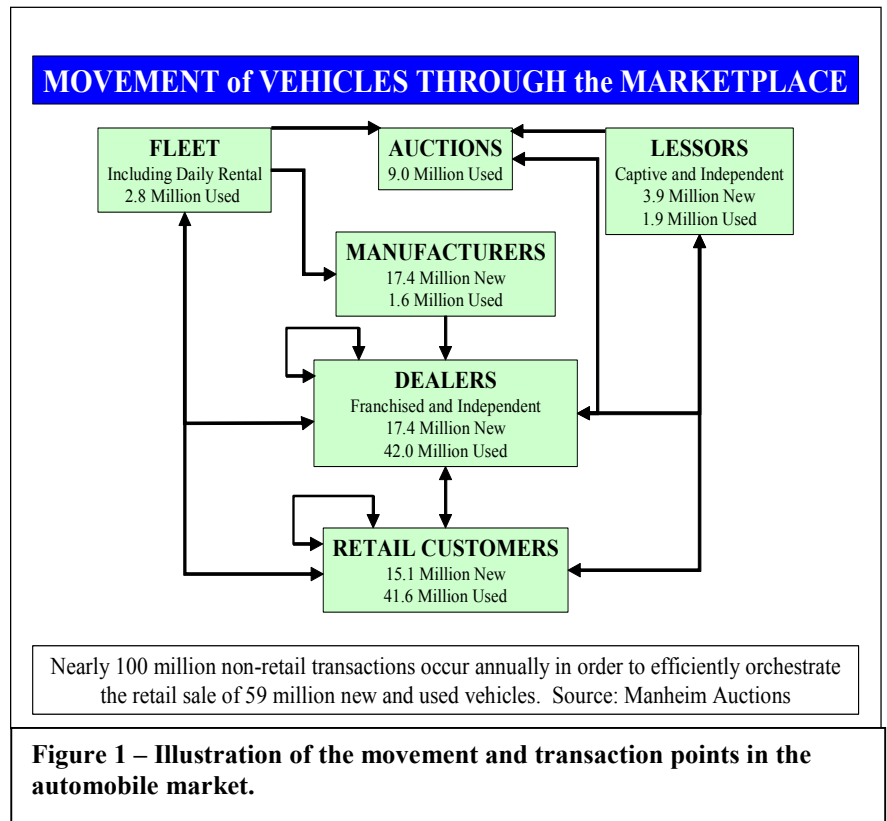 MOVEMENT of VEHICLES THROUGH the MARKETPLACE
FLEET
Including Daily Rental
2.8 Million Used
AUCTIONS
9.0 Million Used
LESSORS
Captive and Independent
3.9 Million New
1.9 Million Used
MANUFACTURERS
17.4 Million New
1.6 Million Used
DEALERS
Franchised and Independent
17.4 Million New
42.0 Million Used
RETAIL CUSTOMERS
15.1 Million New
41.6 Million Used
Nearly 100 million non-retail transactions occur annually in order to efficiently orchestrate
the retail sale of 59 million new and used vehicles.  Source: Manheim Auctions
Figure 1 – Illustration of the movement and transaction points in the
automobile market.